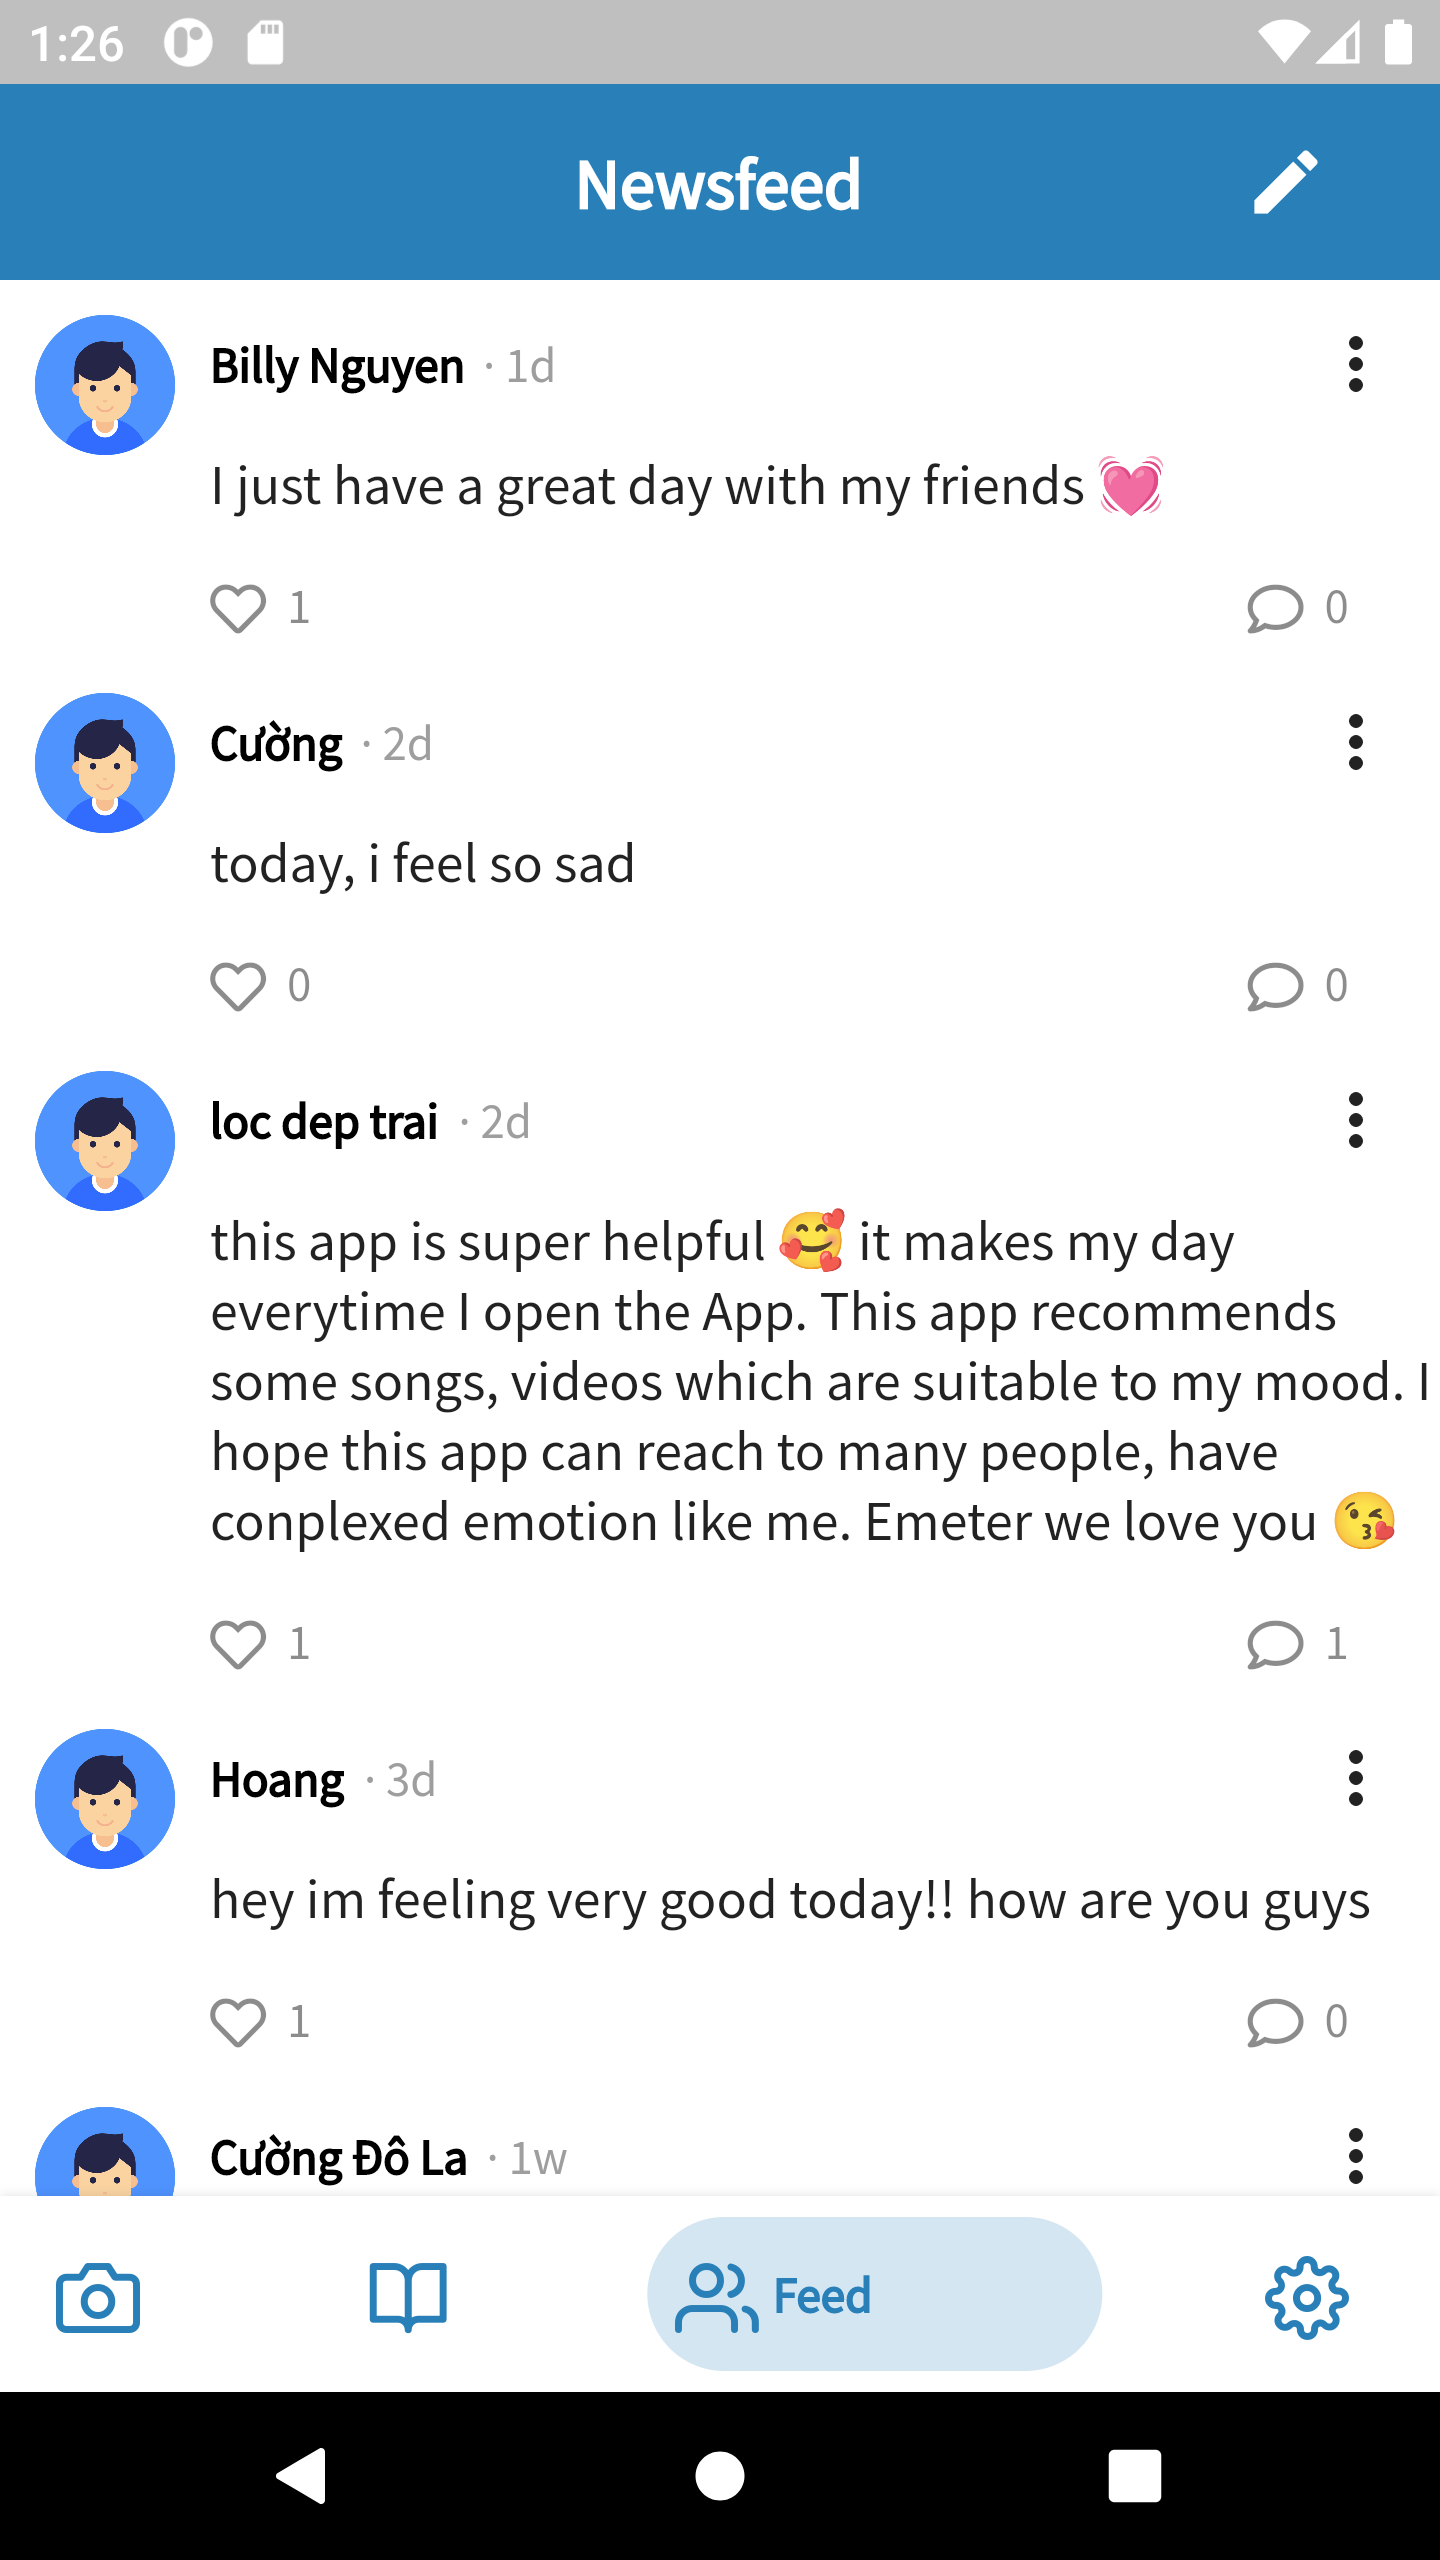 1:26
Newsfeed
Billy Nguyen · 1d
I just have a great day with my friends 💓
1 0
Cường · 2d
today, i feel so sad
0 0
loc dep trai · 2d
this app is super helpful 🥰 it makes my day
everytime I open the App. This app recommends
some songs, videos which are suitable to my mood. I
hope this app can reach to many people, have
conplexed emotion like me. Emeter we love you 😘
1 1
Hoang · 3d
hey im feeling very good today!! how are you guys
1 0
Cường Đô La · 1w
Feed